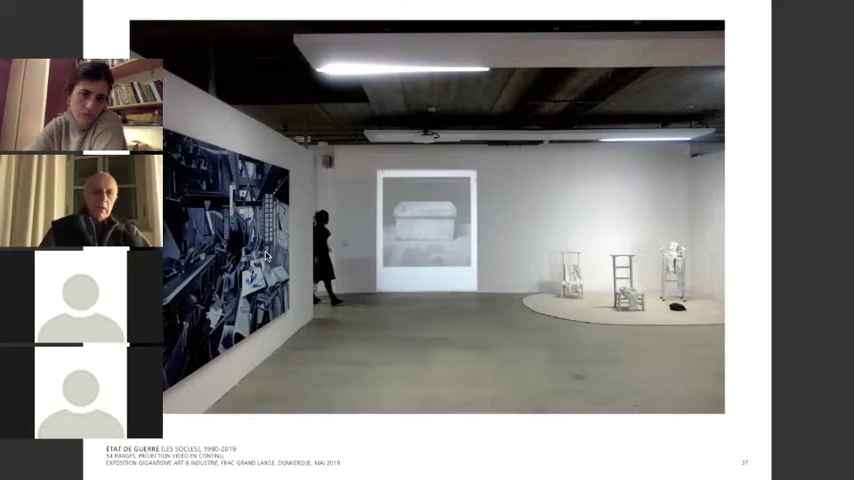 ÉTAT DE GUERRE [LES SOCLES], 1980-2019
54 IMAGES, PROJECTION VIDÉO EN CONTINU,
EXPOSITION GIGANTISME ART & INDUSTRIE, FRAC GRAND LARGE, DUNKERQUE, MAI 2019
37